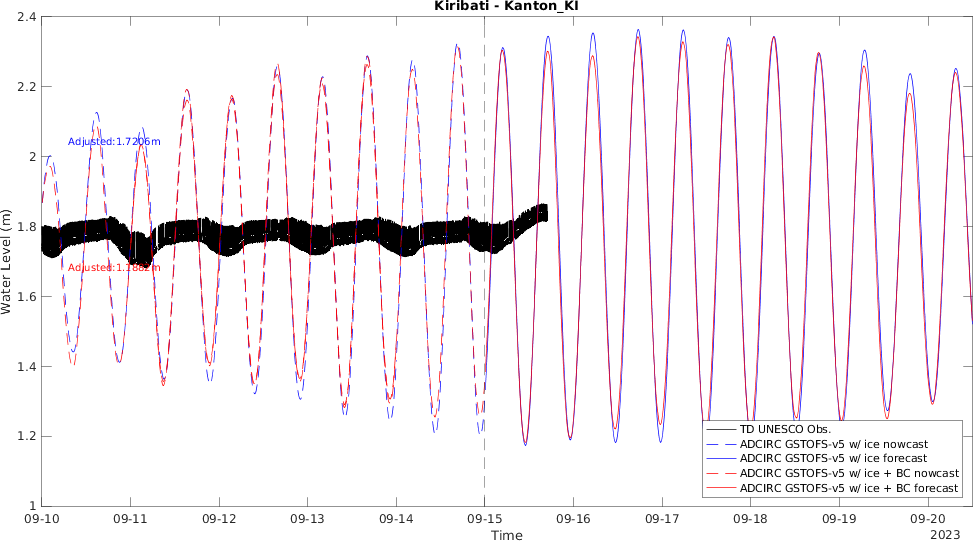 Kiribati - Kanton_KI
2.4
2.2
2
1.8
1.6
1.4
1.2
1
Water Level (m)
Adjusted:1.7206m
Adjusted:1.1882m
TD UNESCO Obs.
ADCIRC GSTOFS-v5 w/ ice nowcast
ADCIRC GSTOFS-v5 w/ ice forecast
ADCIRC GSTOFS-v5 w/ ice + BC nowcast
ADCIRC GSTOFS-v5 w/ ice + BC forecast
09-10 09-11 09-12 09-13 09-14 09-15 09-16 09-17 09-18 09-19 09-20
Time
2023